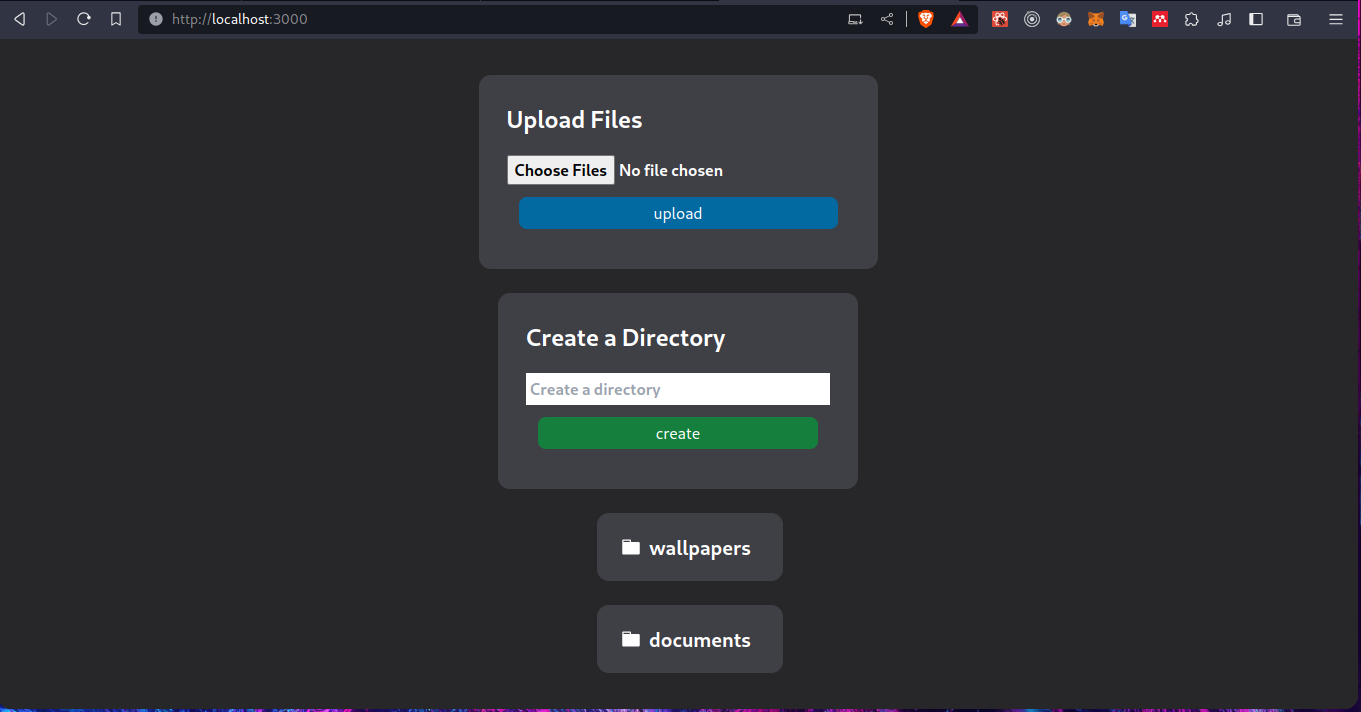 http://localhost:3000
Upload Files
Choose Files No file chosen
upload
Create a Directory
Create a directory
create
wallpapers
documents